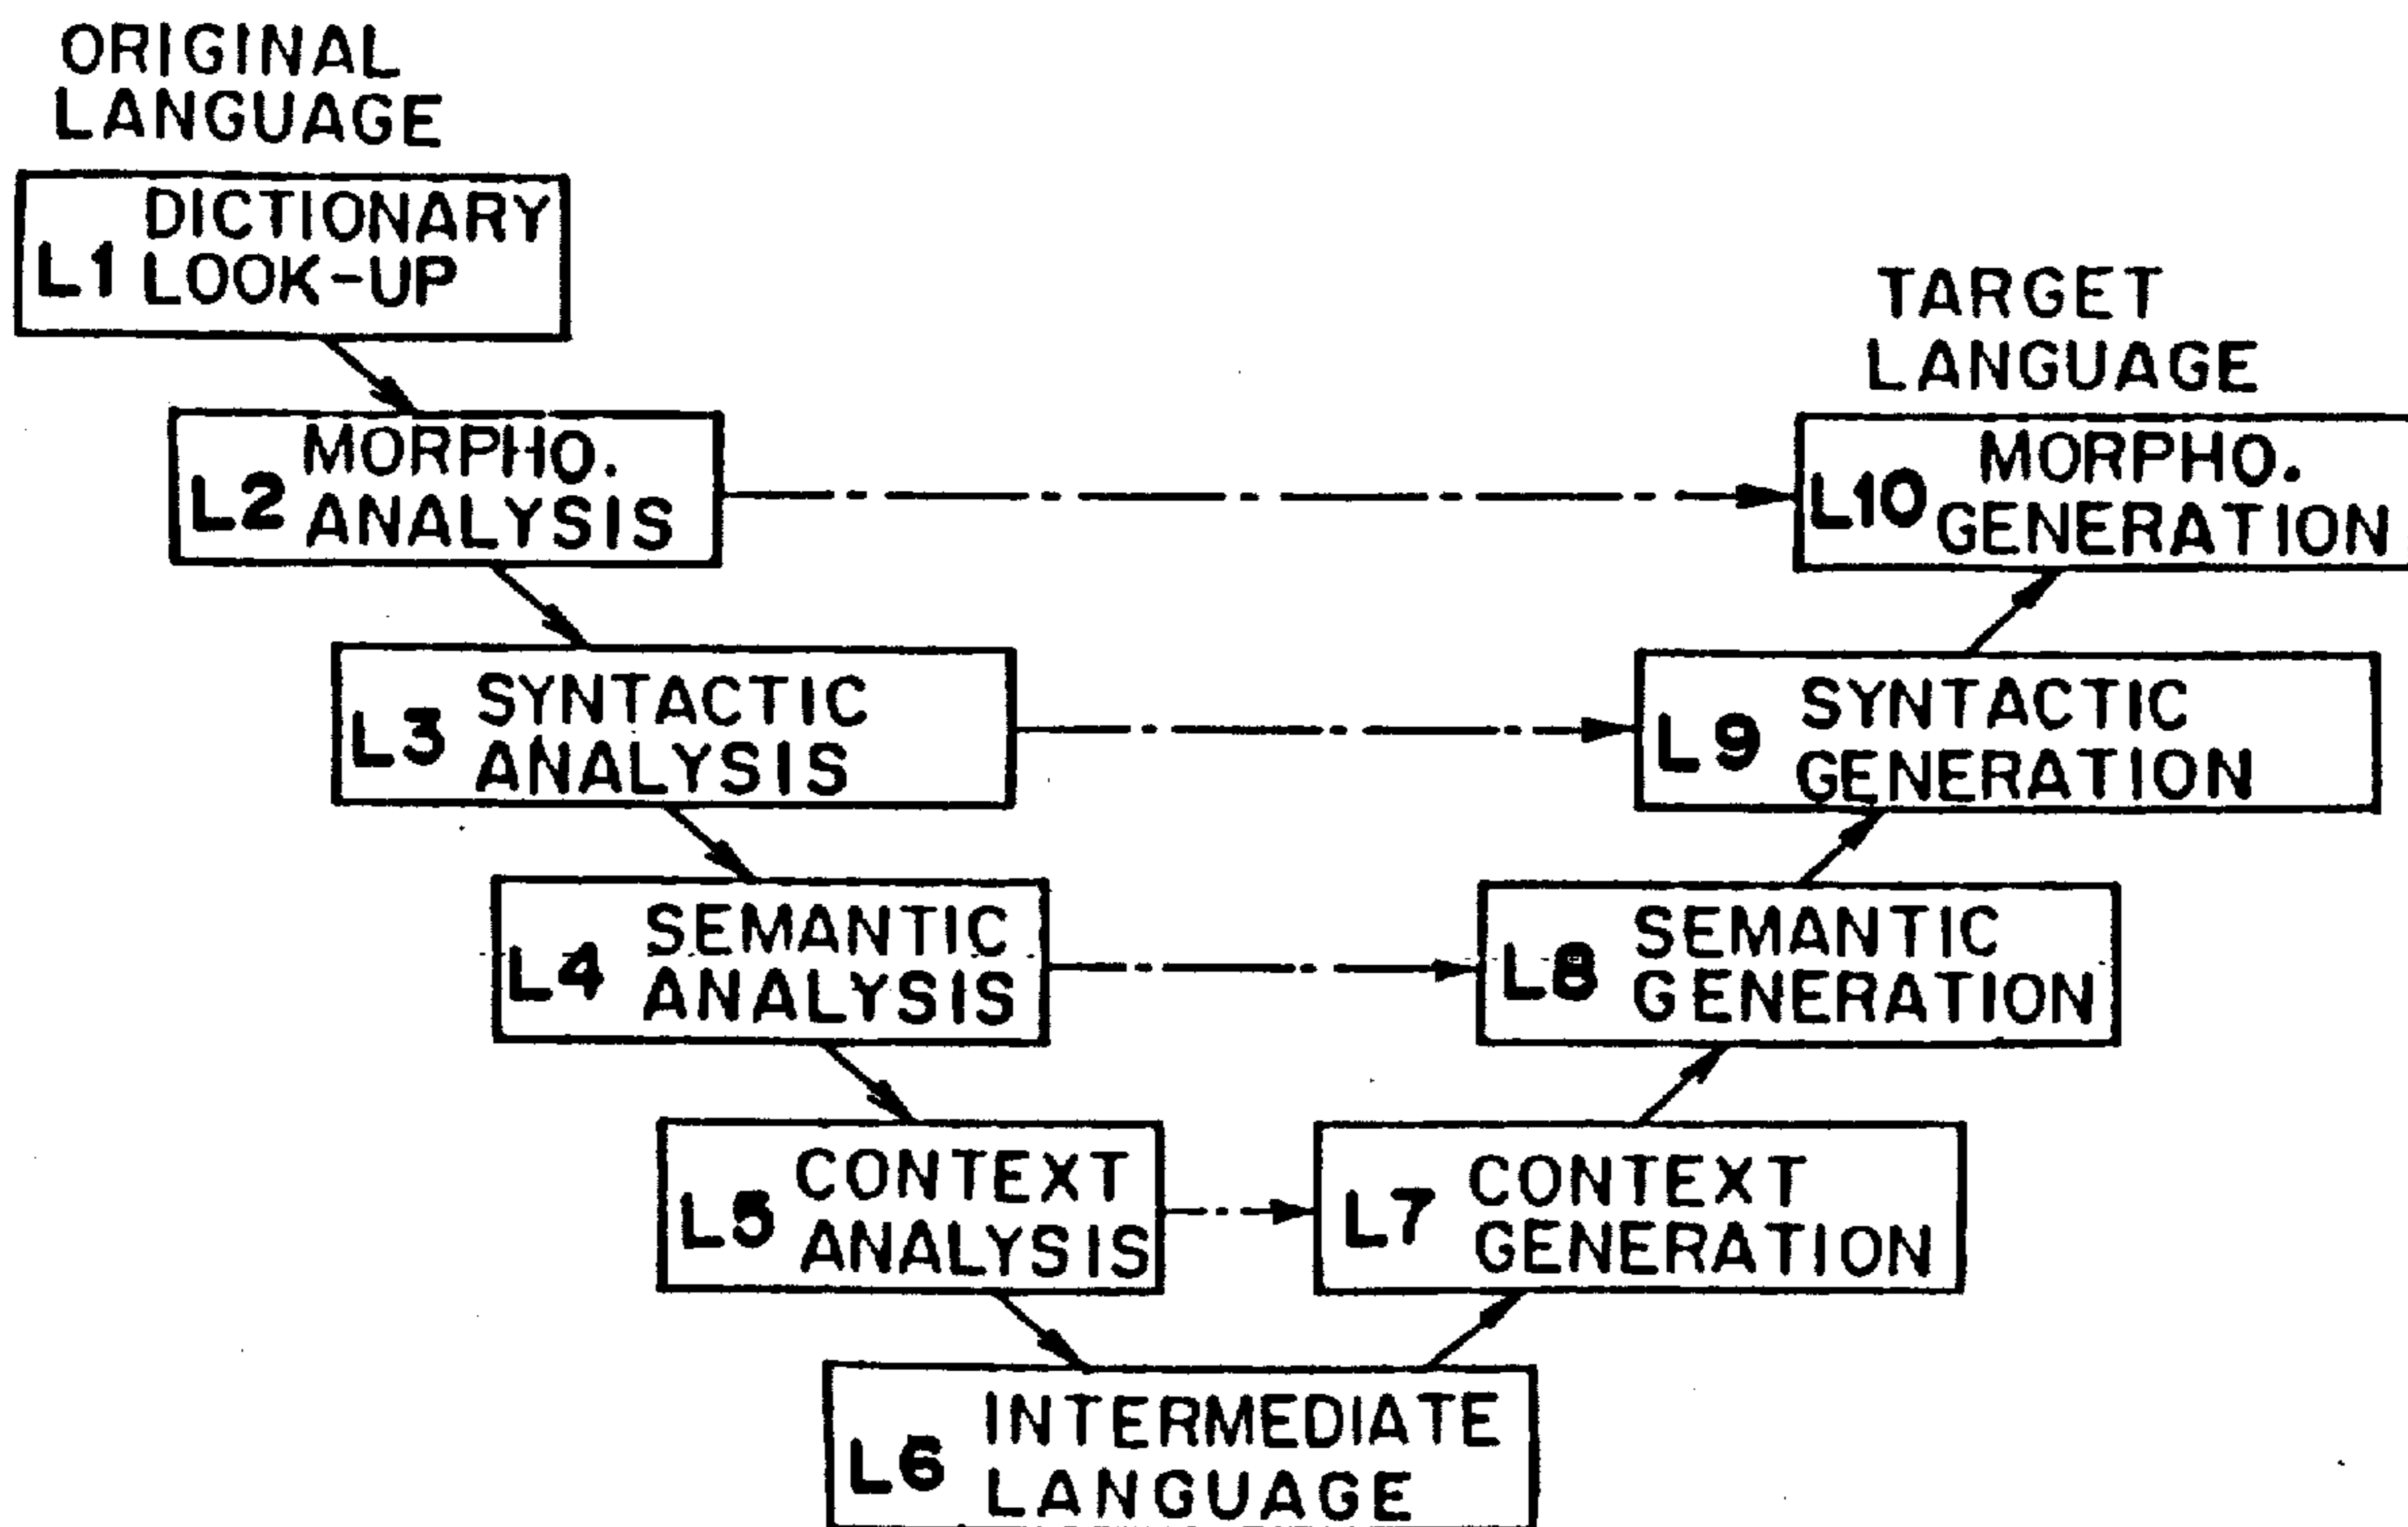 ORIGINAL
LANGUAGE
L1 DICTIONARY
LOOK-UP
TARGET
LANGUAGE
L2 MORPHO.
ANALYSIS
L10 MORPHO.
GENERATION
L3 SYNTACTIC
ANALYSIS
L9 SYNTACTIC
GENERATION
L4 SEMANTIC
ANALYSIS
L8 SEMANTIC
GENERATION
L5 CONTEXT
ANALYSIS
L7 CONTEXT
GENERATION
L6 INTERMEDIATE
LANGUAGE